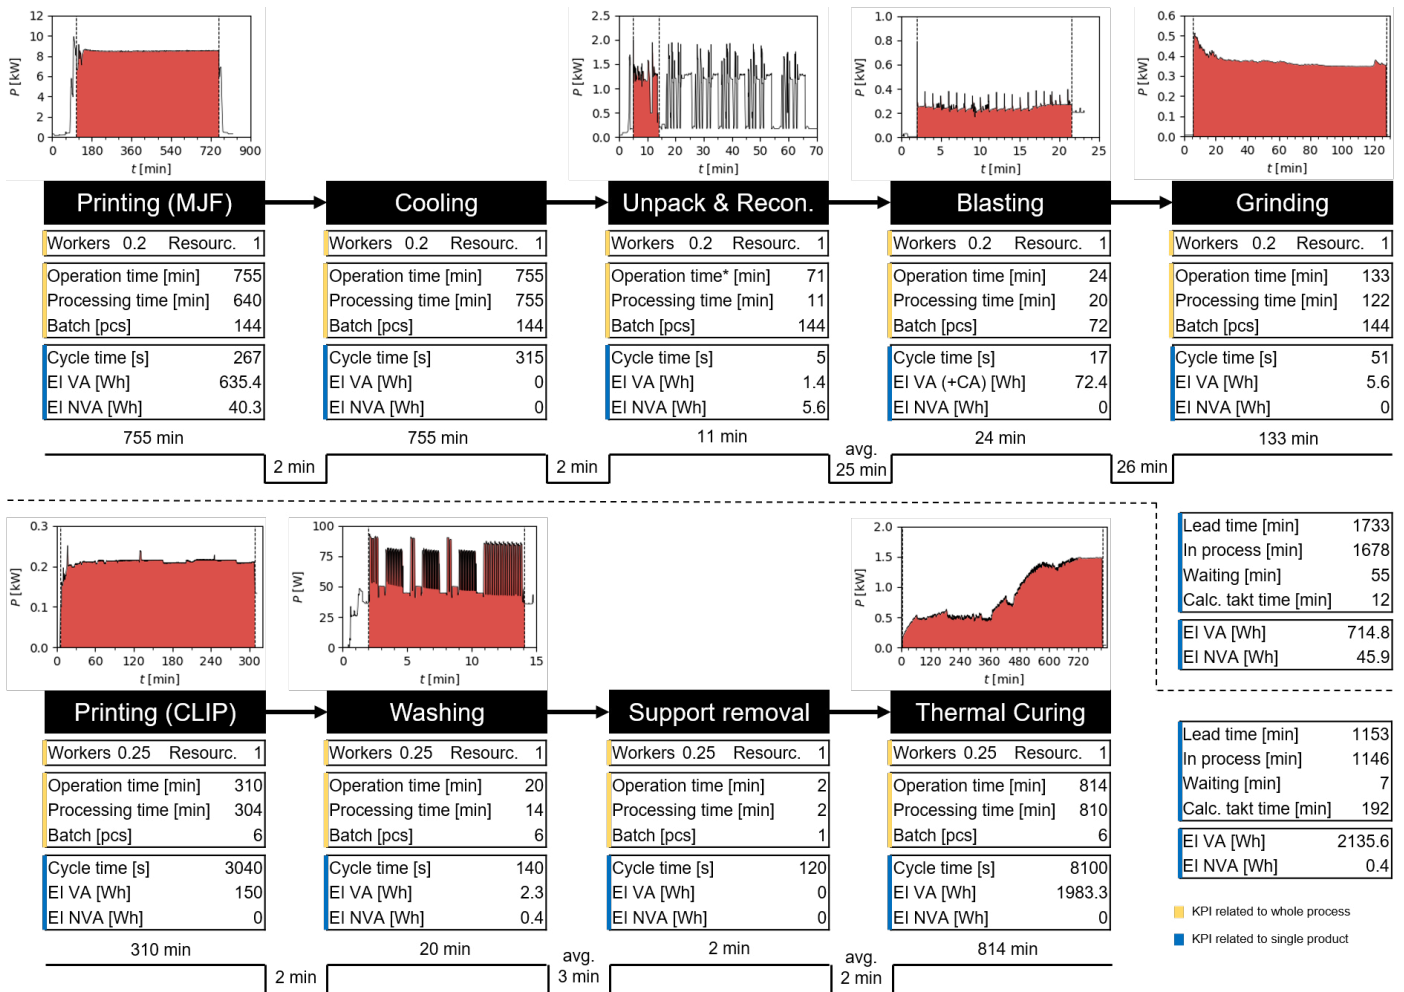 12
10
8
6
4
2
0
P [kW]
0 180 360 540 720 900
t [min]
2.5
2.0
1.5
1.0
0.5
0.0
P [kW]
0 10 20 30 40 50 60 70
t [min]
1.0
0.8
0.6
0.4
0.2
0.0
P [kW]
0 5 10 15 20 25
t [min]
0.6
0.5
0.4
0.3
0.2
0.1
0.0
P [kW]
0 20 40 60 80 100 120
t [min]
Printing (MJF)
Workers 0.2 Resourc. 1
Operation time [min] 755
Processing time [min] 640
Batch [pcs] 144
Cycle time [s] 267
EI VA [Wh] 635.4
EI NVA [Wh] 40.3
755 min
2 min
Cooling
Workers 0.2 Resourc. 1
Operation time [min] 755
Processing time [min] 755
Batch [pcs] 144
Cycle time [s] 315
EI VA [Wh] 0
EI NVA [Wh] 0
755 min
2 min
Unpack & Recon.
Workers 0.2 Resourc. 1
Operation time* [min] 71
Processing time [min] 11
Batch [pcs] 144
Cycle time [s] 5
EI VA [Wh] 1.4
EI NVA [Wh] 5.6
11 min
avg.
25 min
Blasting
Workers 0.2 Resourc. 1
Operation time [min] 24
Processing time [min] 20
Batch [pcs] 72
Cycle time [s] 17
EI VA (+CA) [Wh] 72.4
EI NVA [Wh] 0
24 min
26 min
Grinding
Workers 0.2 Resourc. 1
Operation time [min] 133
Processing time [min] 122
Batch [pcs] 144
Cycle time [s] 51
EI VA [Wh] 5.6
EI NVA [Wh] 0
133 min
Lead time [min] 1733
In process [min] 1678
Waiting [min] 55
Calc. takt time [min] 12
EI VA [Wh] 714.8
EI NVA [Wh] 45.9
0.3
0.2
0.1
0.0
P [kW]
0 60 120 180 240 300
t [min]
100
75
50
25
0
P [W]
0 5 10 15
t [min]
2.0
1.5
1.0
0.5
0.0
P [kW]
0 120 240 360 480 600 720
t [min]
Printing (CLIP)
Workers 0.25 Resourc. 1
Operation time [min] 310
Processing time [min] 304
Batch [pcs] 6
Cycle time [s] 3040
EI VA [Wh] 150
EI NVA [Wh] 0
310 min
2 min
Washing
Workers 0.25 Resourc. 1
Operation time [min] 20
Processing time [min] 14
Batch [pcs] 6
Cycle time [s] 140
EI VA [Wh] 2.3
EI NVA [Wh] 0.4
20 min
avg.
3 min
Support removal
Workers 0.25 Resourc. 1
Operation time [min] 2
Processing time [min] 2
Batch [pcs] 1
Cycle time [s] 120
EI VA [Wh] 0
EI NVA [Wh] 0
2 min
avg.
2 min
Thermal Curing
Workers 0.25 Resourc. 1
Operation time [min] 814
Processing time [min] 810
Batch [pcs] 6
Cycle time [s] 8100
EI VA [Wh] 1983.3
EI NVA [Wh] 0
814 min
Lead time [min] 1153
In process [min] 1146
Waiting [min] 7
Calc. takt time [min] 192
EI VA [Wh] 2135.6
EI NVA [Wh] 0.4
KPI related to whole process
KPI related to single product